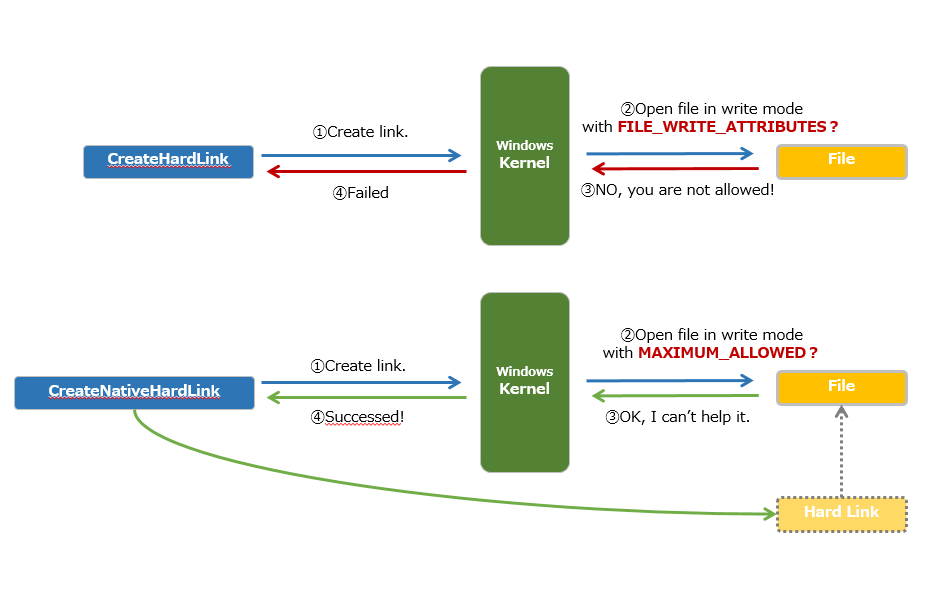 ②Open file in write mode
with FILE_WRITE_ATTRIBUTES？
①Create link.
Windows
Kernel
CreateHardLink
File
④Failed
③NO, you are not allowed!
②Open file in write mode
with MAXIMUM_ALLOWED？
①Create link.
Windows
Kernel
CreateNativeHardLink
File
④Successed!
③OK, I can’t help it.
Hard Link